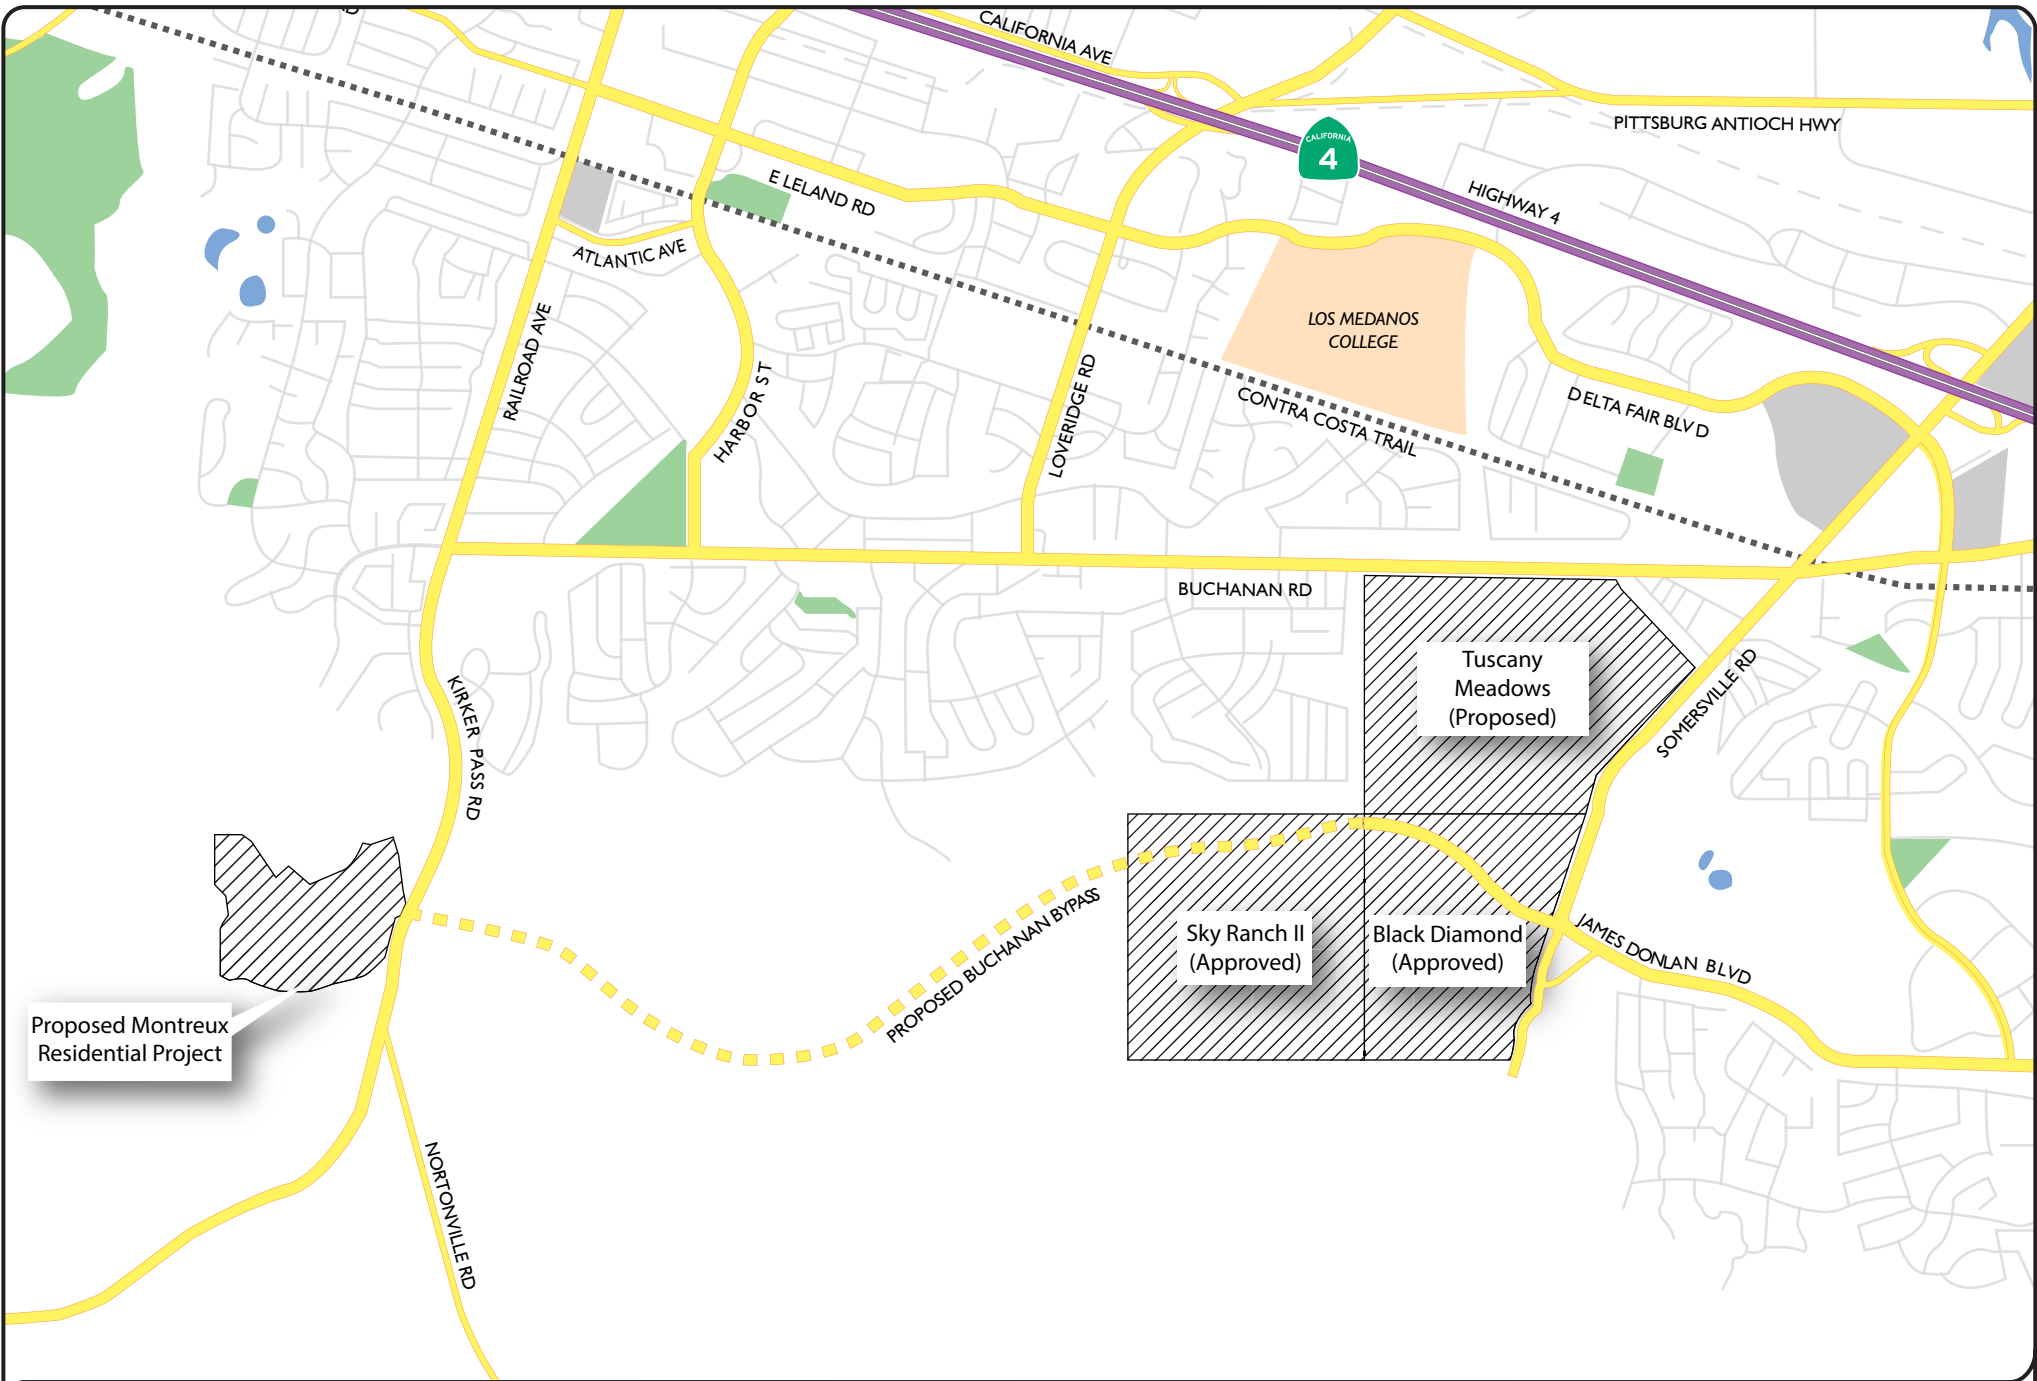 CALIFORNIA AVE
PITTSBURG ANTIOCH HWY
CALIFORNIA
4
HIGHWAY 4
E LELAND RD
ATLANTIC AVE
LOS MEDANOS
COLLEGE
RAILROAD AVE
HARBOR ST
LOVERIDGE RD
CONTRA COSTA TRAIL
DELTA FAIR BLVD
BUCHANAN RD
Tuscany
Meadows
(Proposed)
SOMERSVILLE RD
KIRKER PASS RD
PROPOSED BUCHANAN BYPASS
Sky Ranch II
(Approved)
Black Diamond
(Approved)
JAMES DONLAN BLVD
Proposed Montreux
Residential Project
NORTONVILLE RD